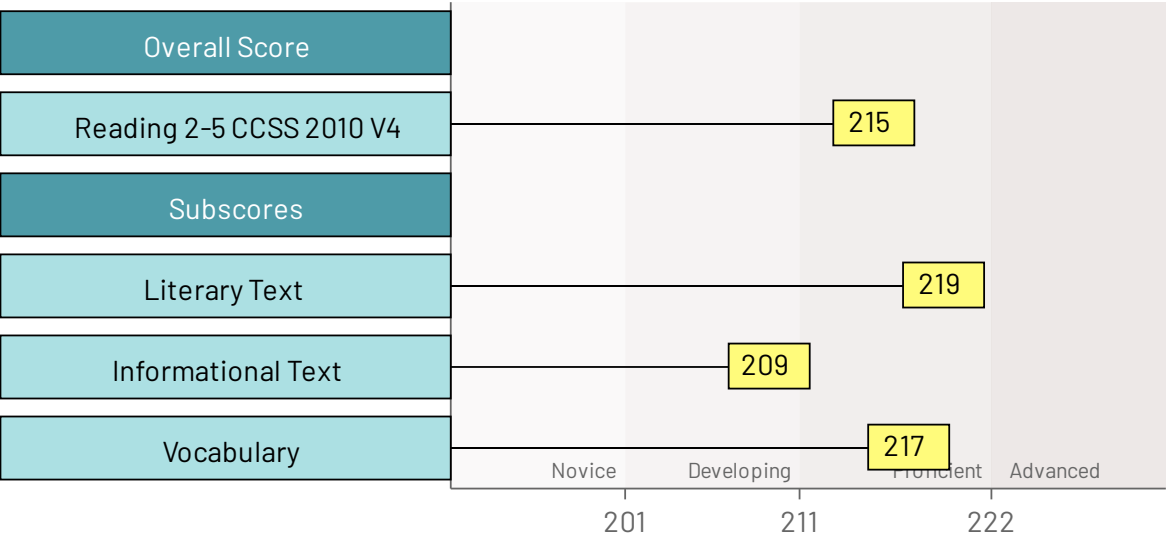 Overall Score
Reading 2-5 CCSS 2010 V4
215
Subscores
Literary Text
219
Informational Text
209
Vocabulary
217
Novice
Developing
Proficient
Advanced
201
211
222